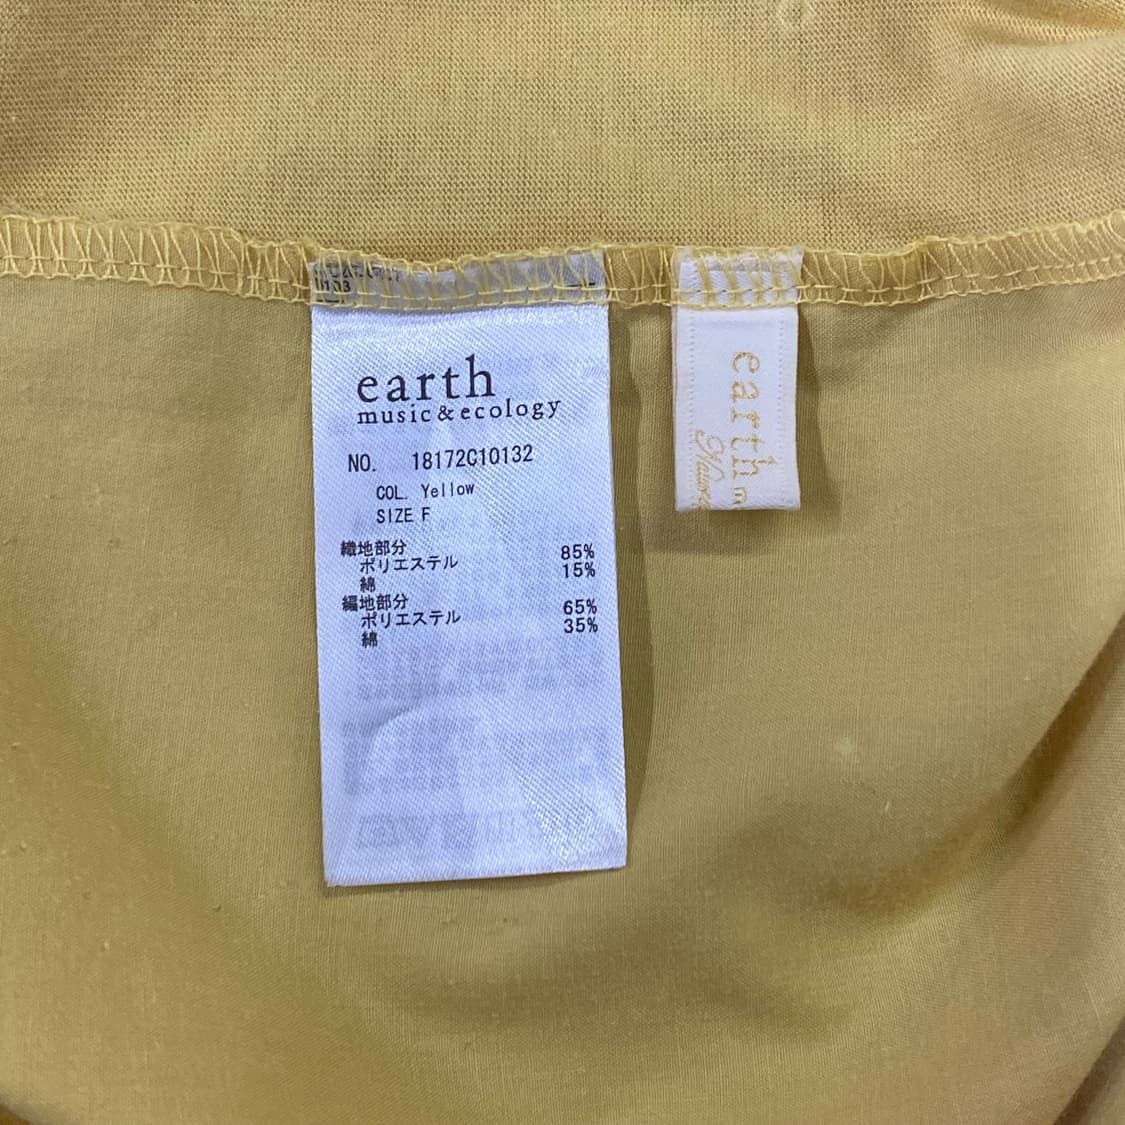 earth
music&ecology
NO. 18172C10132
COL. Yellow
SIZE F
織地部分
ポリエステル 85%
綿 15%
編地部分
ポリエステル 65%
綿 35%
earth